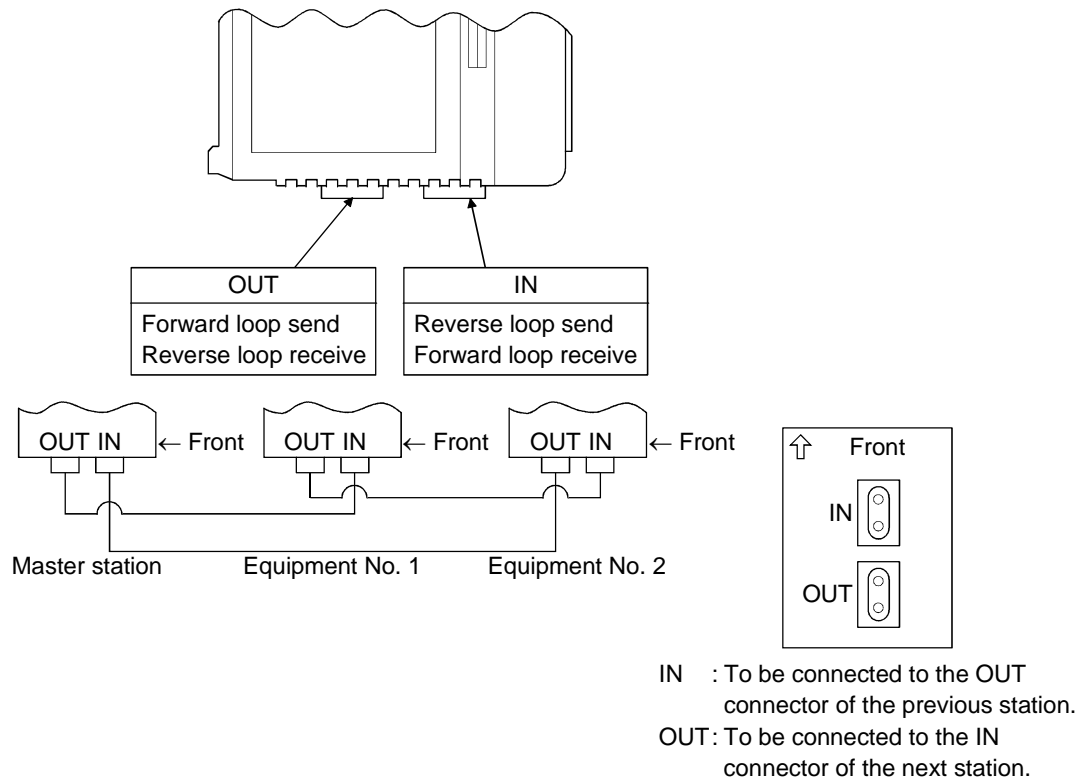 OUT
Forward loop send
Reverse loop receive
IN
Reverse loop send
Forward loop receive
OUT IN ← Front OUT IN ← Front OUT IN ← Front
Master station Equipment No. 1 Equipment No. 2
Front
IN
OUT
IN : To be connected to the OUT
connector of the previous station.
OUT : To be connected to the IN
connector of the next station.